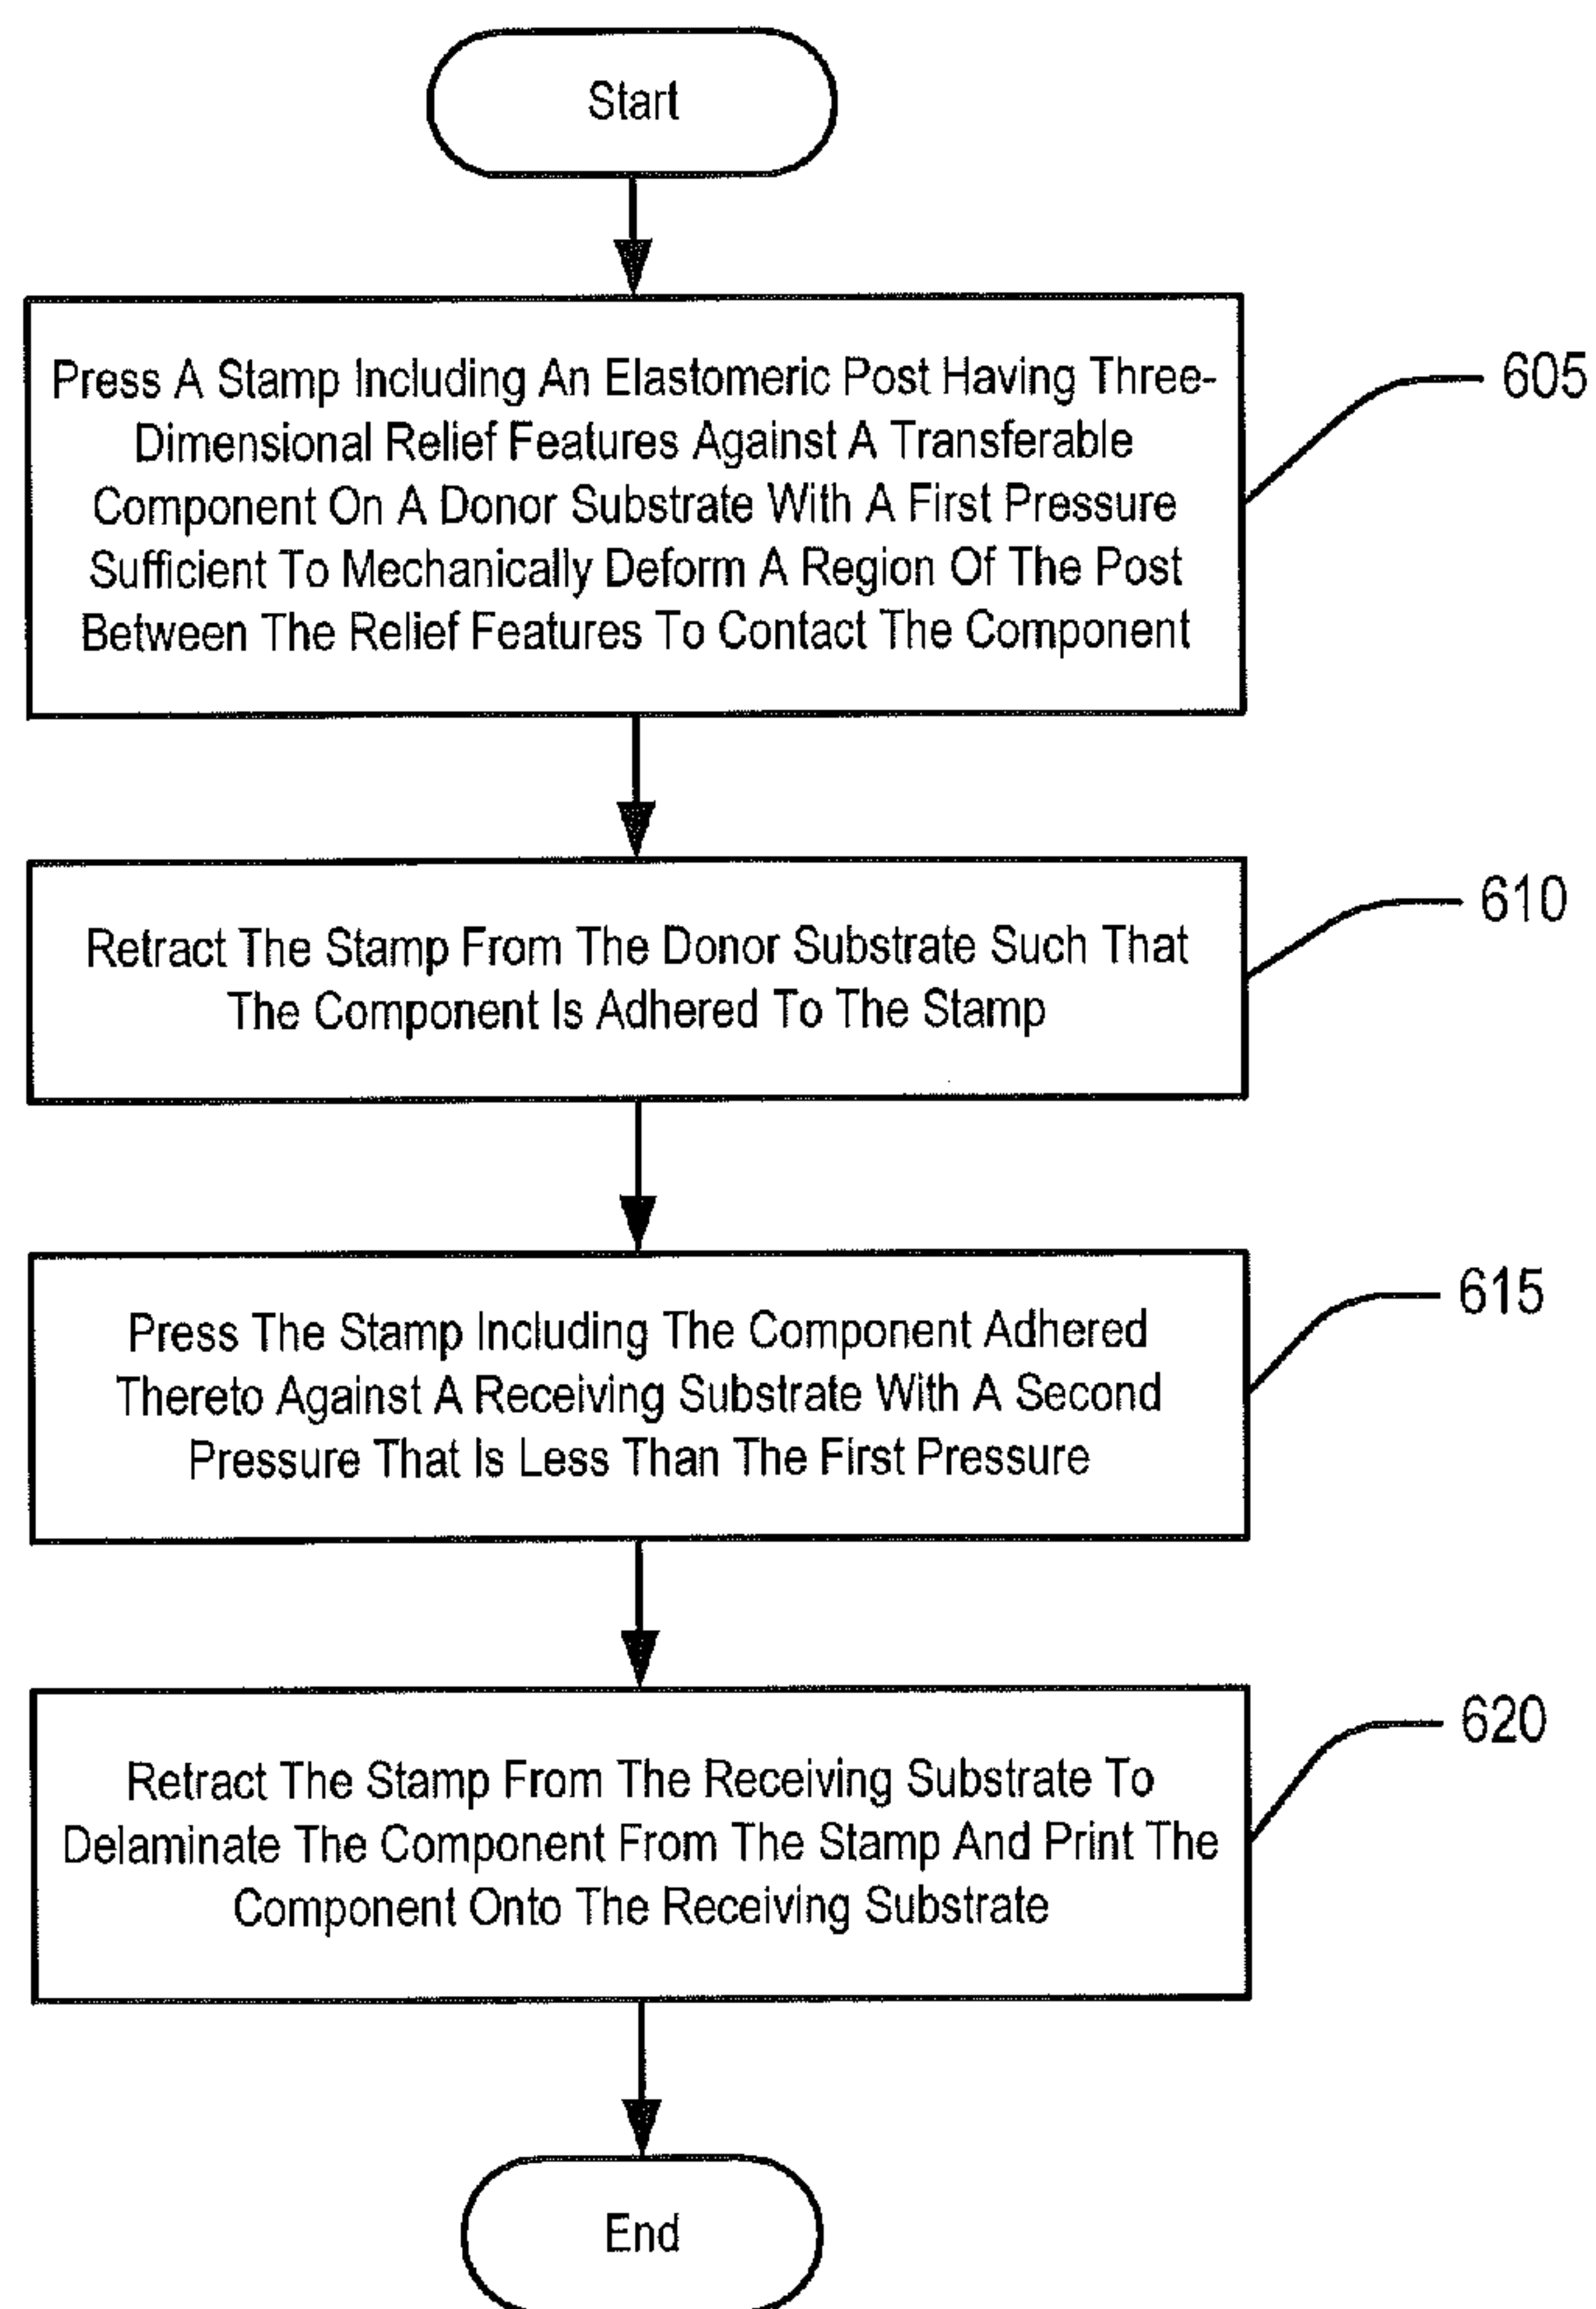 Start
Press A Stamp Including An Elastomeric Post Having Three-
Dimensional Relief Features Against A Transferable
Component On A Donor Substrate With A First Pressure
Sufficient To Mechanically Deform A Region Of The Post
Between The Relief Features To Contact The Component
605
Retract The Stamp From The Donor Substrate Such That
The Component Is Adhered To The Stamp
610
Press The Stamp Including The Component Adhered
Thereto Against A Receiving Substrate With A Second
Pressure That Is Less Than The First Pressure
615
Retract The Stamp From The Receiving Substrate To
Delaminate The Component From The Stamp And Print The
Component Onto The Receiving Substrate
620
End